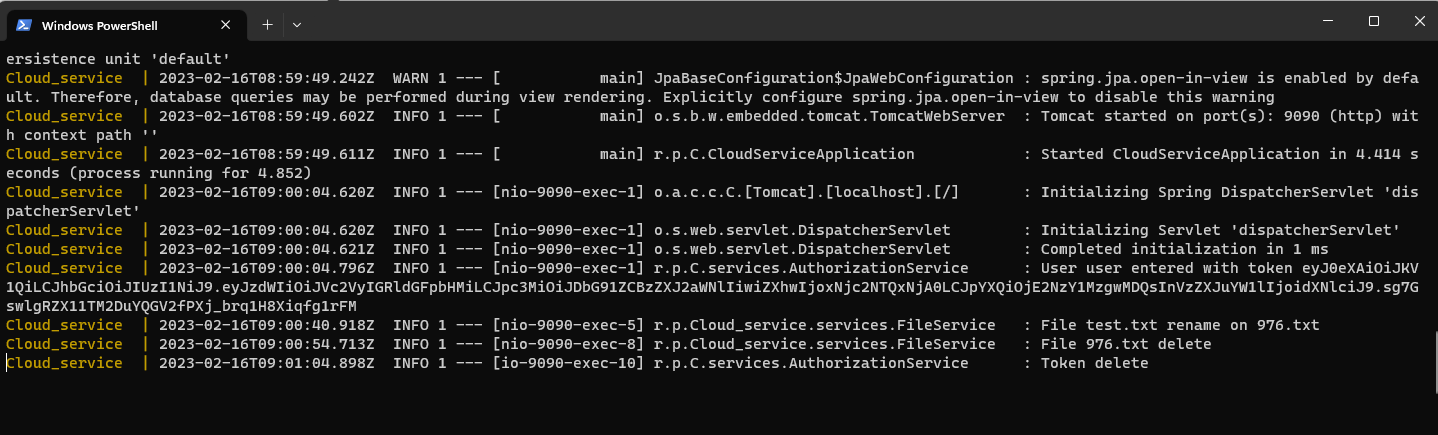 Windows PowerShell
ersistence unit 'default'
Cloud_service  | 2023-02-16T08:59:49.242Z  WARN 1 --- [           main] JpaBaseConfiguration$JpaWebConfiguration : spring.jpa.open-in-view is enabled by defa
ult. Therefore, database queries may be performed during view rendering. Explicitly configure spring.jpa.open-in-view to disable this warning
Cloud_service  | 2023-02-16T08:59:49.602Z  INFO 1 --- [           main] o.s.b.w.embedded.tomcat.TomcatWebServer  : Tomcat started on port(s): 9090 (http) wit
h context path ''
Cloud_service  | 2023-02-16T08:59:49.611Z  INFO 1 --- [           main] r.p.C.CloudServiceApplication            : Started CloudServiceApplication in 4.414 s
econds (process running for 4.852)
Cloud_service  | 2023-02-16T09:00:04.620Z  INFO 1 --- [nio-9090-exec-1] o.a.c.c.C.[Tomcat].[localhost].[/]       : Initializing Spring DispatcherServlet 'dis
patcherServlet'
Cloud_service  | 2023-02-16T09:00:04.620Z  INFO 1 --- [nio-9090-exec-1] o.s.web.servlet.DispatcherServlet        : Initializing Servlet 'dispatcherServlet'
Cloud_service  | 2023-02-16T09:00:04.621Z  INFO 1 --- [nio-9090-exec-1] o.s.web.servlet.DispatcherServlet        : Completed initialization in 1 ms
Cloud_service  | 2023-02-16T09:00:04.796Z  INFO 1 --- [nio-9090-exec-1] r.p.C.services.AuthorizationService      : User user entered with token eyJ0eXAiOiJKV
1QiLCJhbGciOiJIUzI1NiJ9.eyJzdWIiOiJVc2VyIGRldGFpbHMiLCJpc3MiOiJDbG91ZCBzZXJ2aWNlIiwiZXhwIjoxNjc2NTQxNjA0LCJpYXQiOjE2NzY1MzgwMDQsInVzZXJuYW1lIjoidXNlciJ9.sg7G
swlgRZX11TM2DuYQGV2fPXj_brq1H8Xiqfg1rFM
Cloud_service  | 2023-02-16T09:00:40.918Z  INFO 1 --- [nio-9090-exec-5] r.p.Cloud_service.services.FileService   : File test.txt rename on 976.txt
Cloud_service  | 2023-02-16T09:00:54.713Z  INFO 1 --- [nio-9090-exec-8] r.p.Cloud_service.services.FileService   : File 976.txt delete
Cloud_service  | 2023-02-16T09:01:04.898Z  INFO 1 --- [io-9090-exec-10] r.p.C.services.AuthorizationService      : Token delete